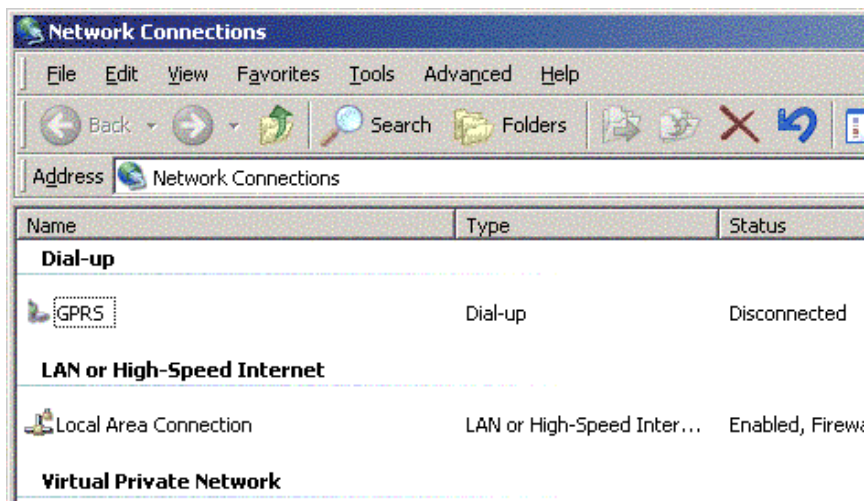 Network Connections
File Edit View Favorites Tools Advanced Help
Back Search Folders
Address Network Connections
Name Type Status
Dial-up
GPRS Dial-up Disconnected
LAN or High-Speed Internet
Local Area Connection LAN or High-Speed Inter... Enabled, Firewa
Virtual Private Network